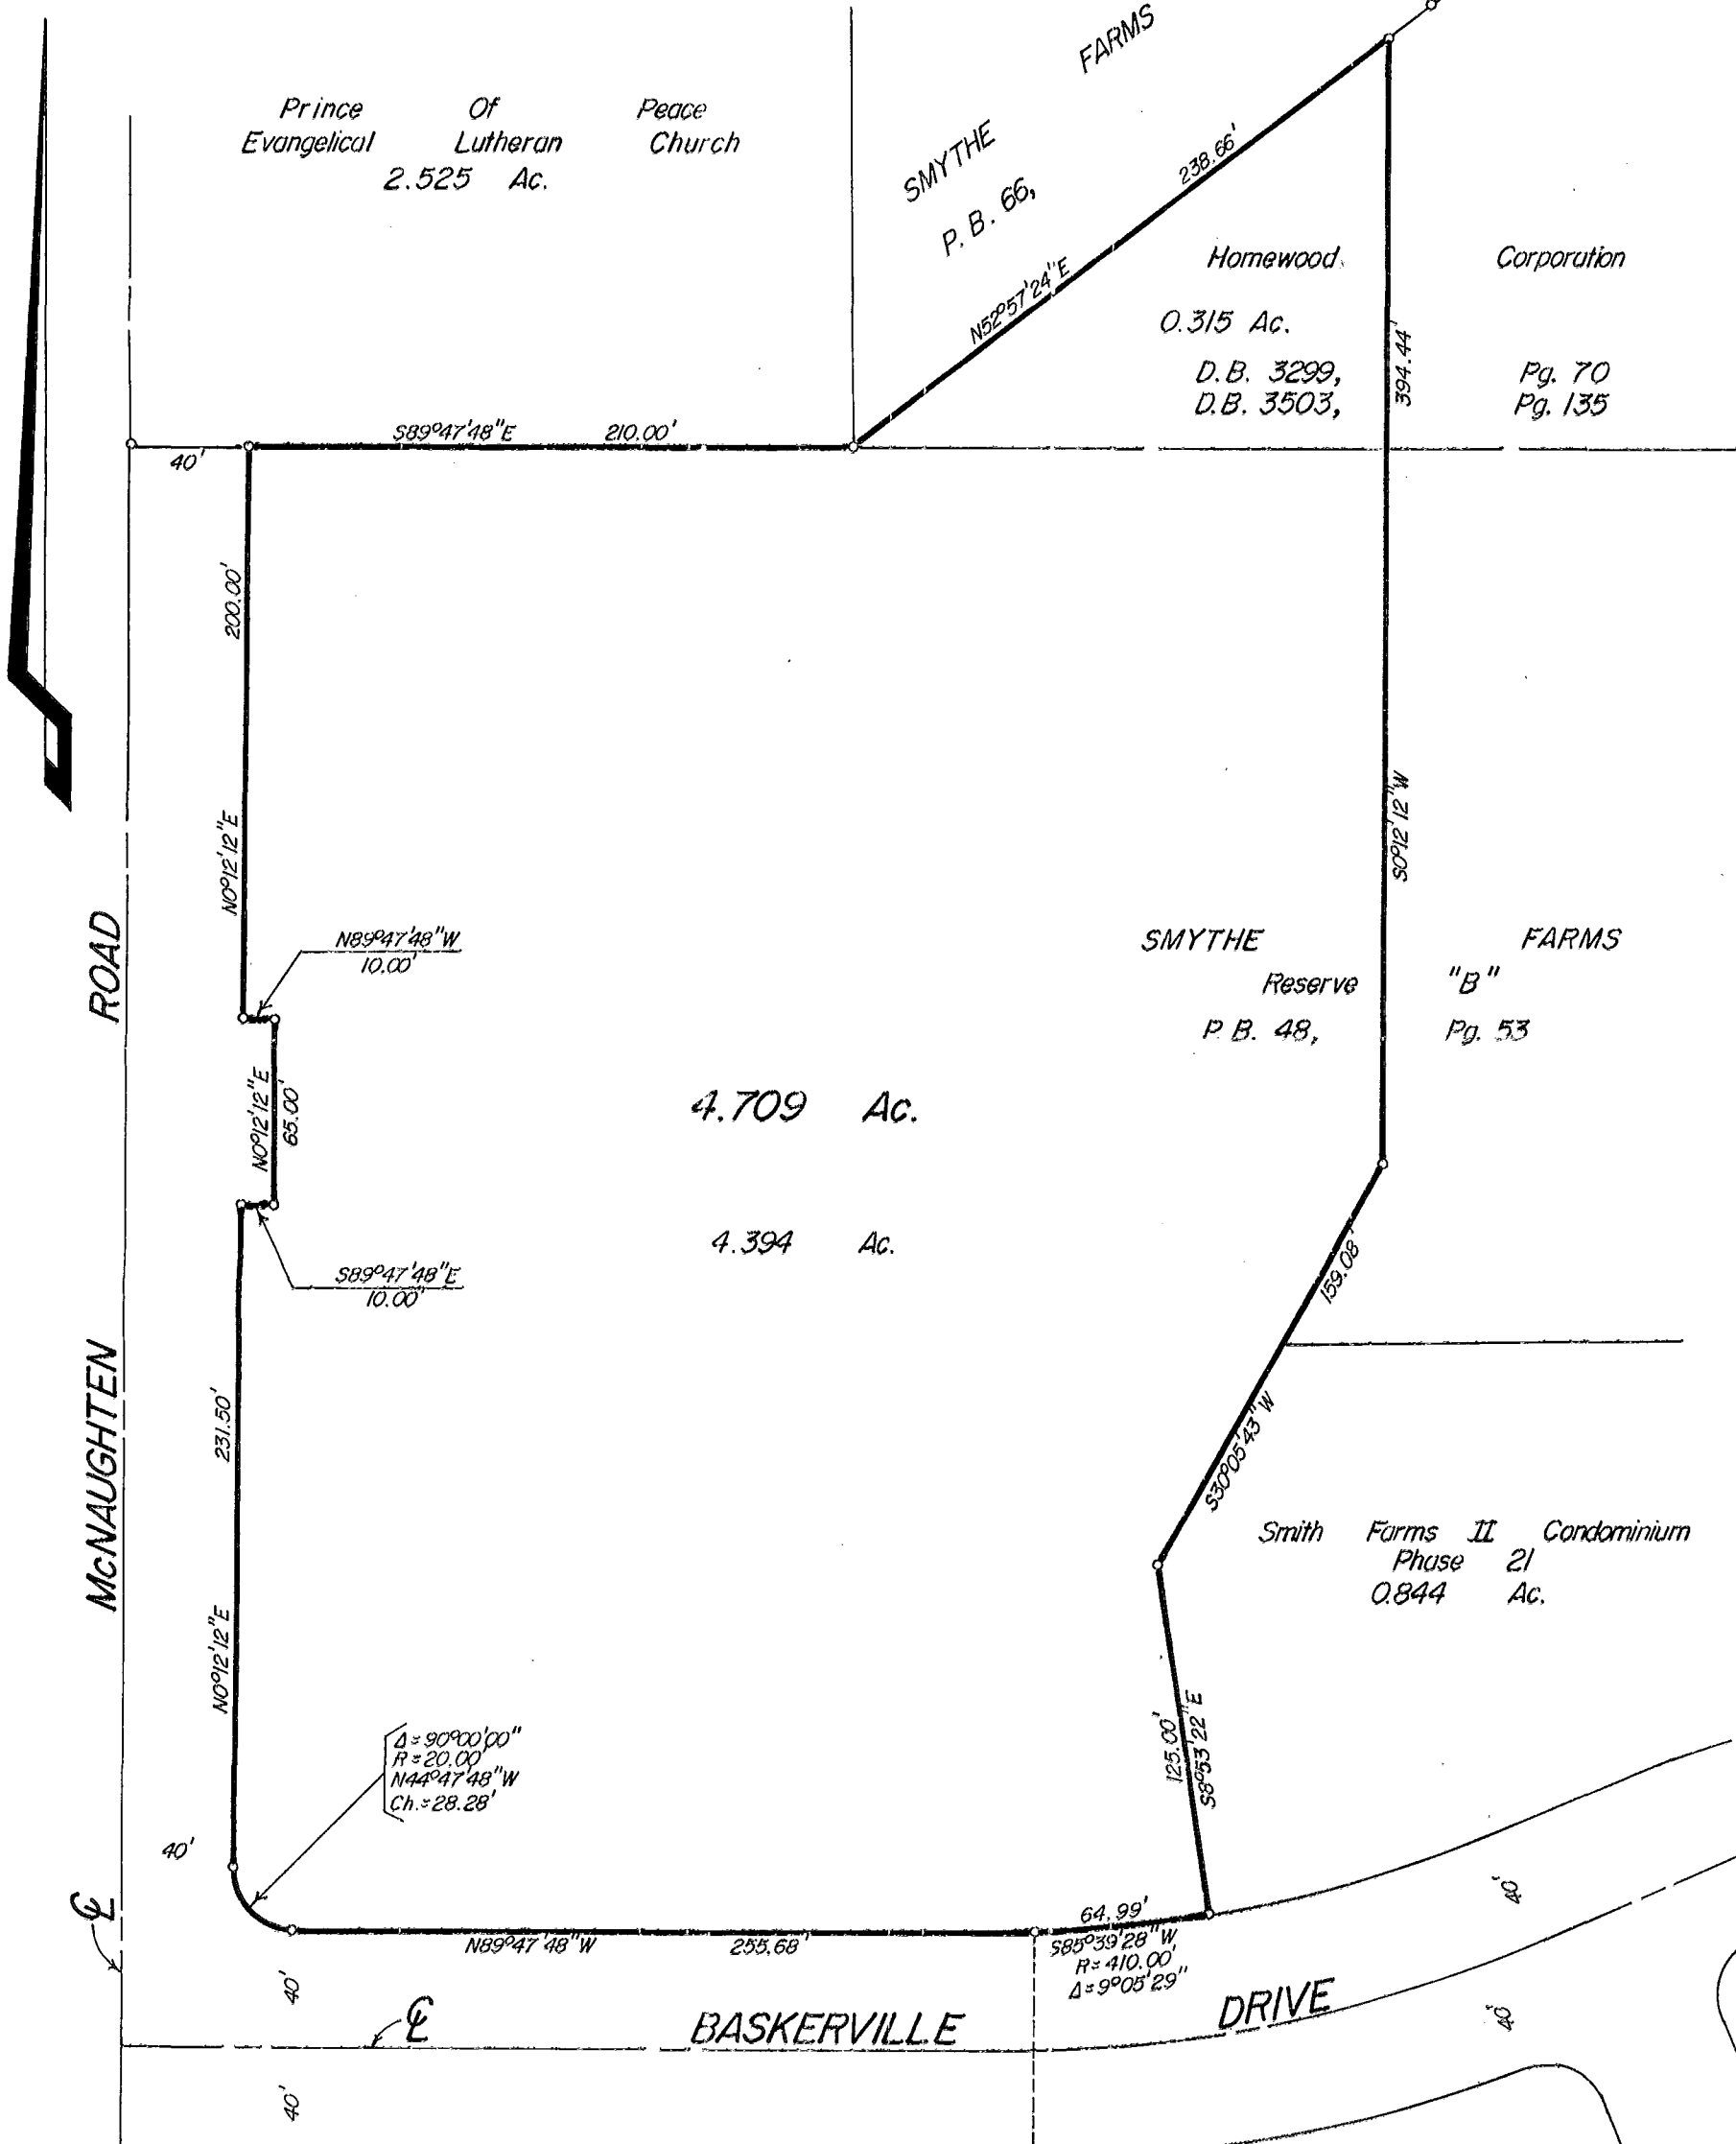 FARMS
SMYTHE
P. B. 66,
Prince Of Peace
Evangelical Lutheran Church
2.525 Ac.
238.66'
N52°57'24"E
Homewood Corporation
0.315 Ac.
D.B. 3299, Pg. 70
D.B. 3503, Pg. 135
394.44'
S89°47'48"E 210.00'
40'
200.00'
N0°12'12"E
S0°12'12"W
ROAD
N89°47'48"W
10.00'
SMYTHE FARMS
Reserve "B"
P. B. 48, Pg. 53
N0°12'12"E
65.00'
4.709 Ac.
4.394 Ac.
S89°47'48"E
10.00'
159.08'
S30°05'43"W
McNAUGHTEN
231.50'
N0°12'12"E
Smith Farms II Condominium
Phase 21
0.844 Ac.
Δ=90°00'00"
R=20.00'
N44°47'48"W
Ch.=28.28'
125.00'
S8°53'22"E
40'
℄
64.99'
N89°47'48"W 255.68'
S85°39'28"W
R=410.00'
Δ=9°05'29"
40'
40'
40'
℄
BASKERVILLE DRIVE
40'